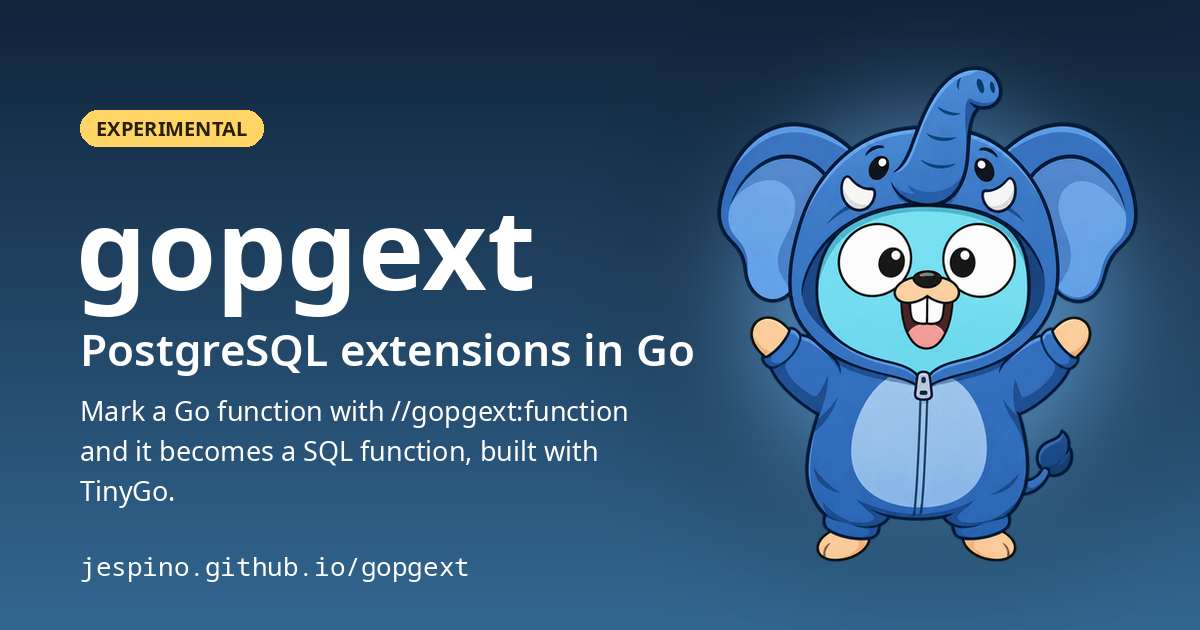 EXPERIMENTAL
gopgext
PostgreSQL extensions in Go
Mark a Go function with //gopgext:function
and it becomes a SQL function, built with
TinyGo.
jespino.github.io/gopgext